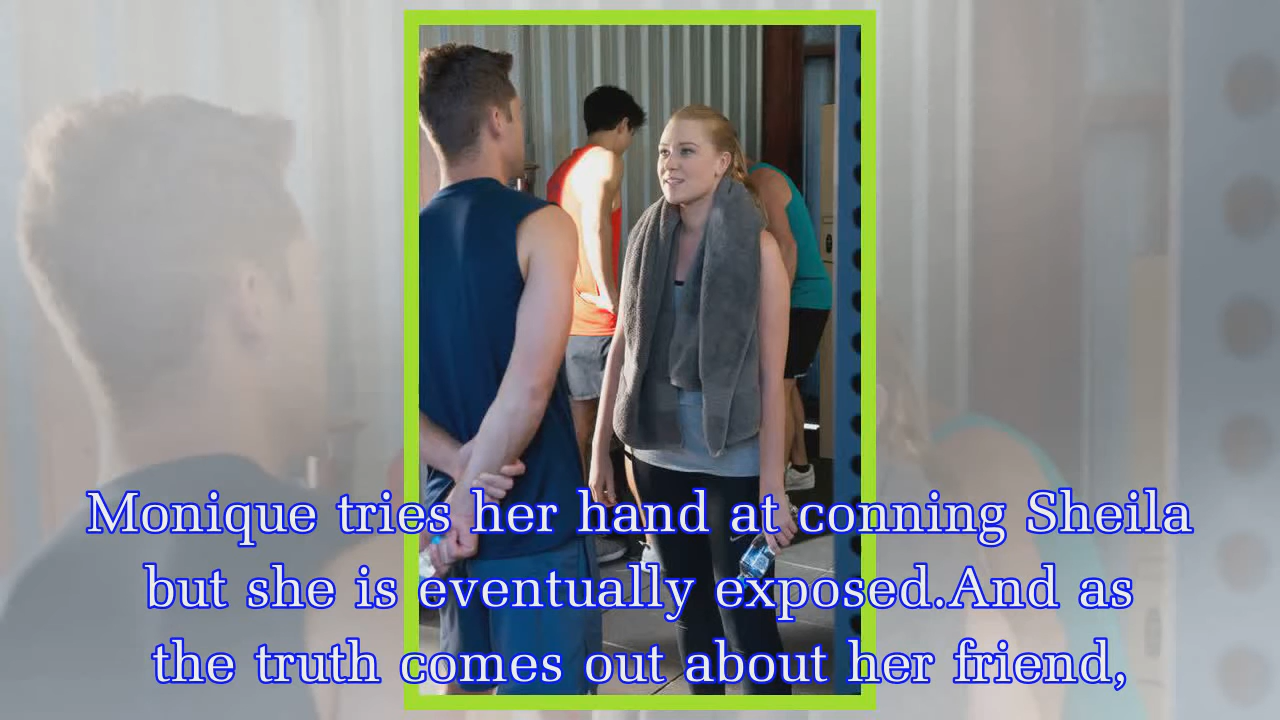 Monique tries her hand at conning Sheila
but she is eventually exposed.And as
the truth comes out about her friend,